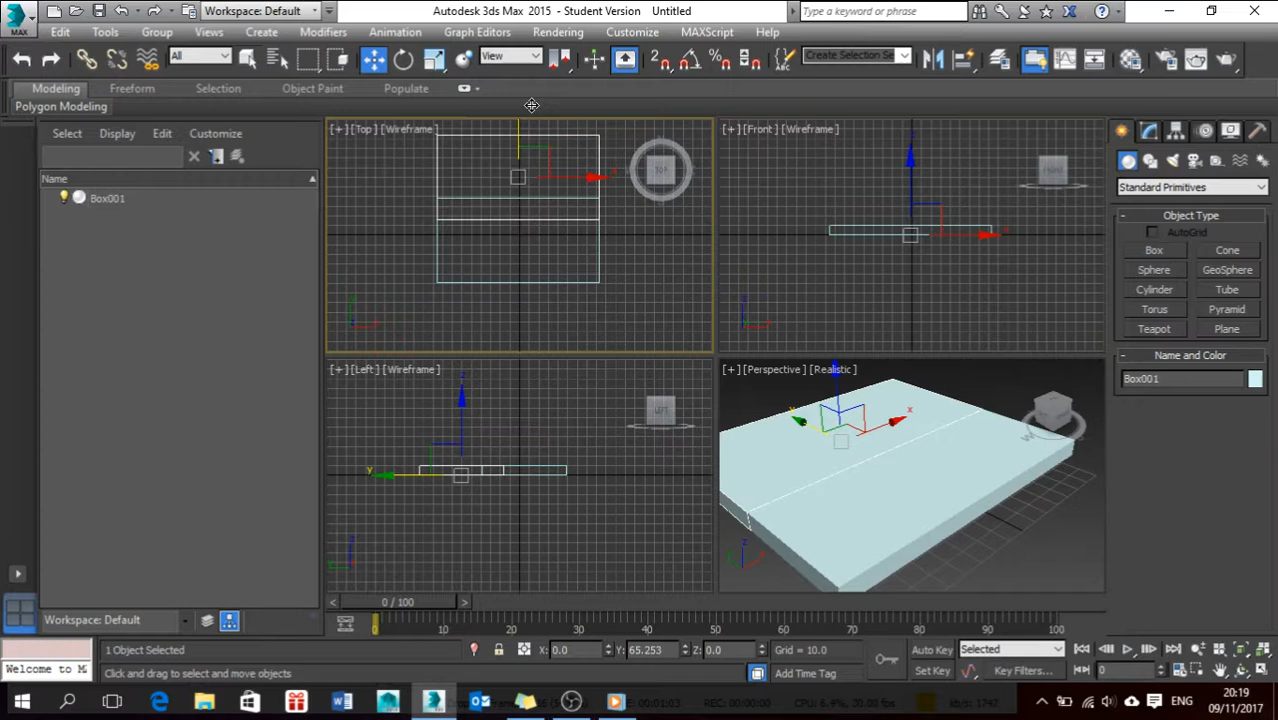 MAX
Workspace: Default
Autodesk 3ds Max 2015 - Student Version Untitled
Type a keyword or phrase
Edit Tools Group Views Create Modifiers Animation Graph Editors Rendering Customize MAXScript Help
All
View
Create Selection Se
Modeling Freeform Selection Object Paint Populate
Polygon Modeling
Select Display Edit Customize
Name
Box001
[+] [Top] [Wireframe]
TOP
[+] [Front] [Wireframe]
FRONT
[+] [Left] [Wireframe]
LEFT
[+] [Perspective] [Realistic]
Standard Primitives
Object Type
AutoGrid
Box Cone
Sphere GeoSphere
Cylinder Tube
Torus Pyramid
Teapot Plane
Name and Color
Box001
0 / 100
Workspace: Default
0 10 20 30 40 50 60 70 80 90 100
1 Object Selected
X: 0.0 Y: 65.253 Z: 0.0 Grid = 10.0
Auto Key Selected
Welcome to M
Click and drag to select and move objects
Add Time Tag
Set Key Key Filters... 0
ENG
20:19
09/11/2017